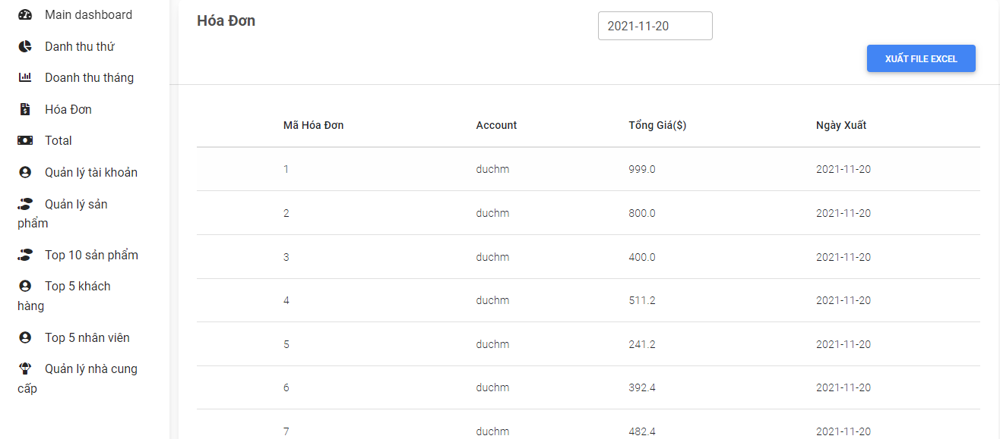 Main dashboard
Danh thu thứ
Doanh thu tháng
Hóa Đơn
Total
Quản lý tài khoản
Quản lý sản
phẩm
Top 10 sản phẩm
Top 5 khách
hàng
Top 5 nhân viên
Quản lý nhà cung
cấp
Hóa Đơn
2021-11-20
XUẤT FILE EXCEL
Mã Hóa Đơn Account Tổng Giá($) Ngày Xuất
1 duchm 999.0 2021-11-20
2 duchm 800.0 2021-11-20
3 duchm 400.0 2021-11-20
4 duchm 511.2 2021-11-20
5 duchm 241.2 2021-11-20
6 duchm 392.4 2021-11-20
7 duchm 482.4 2021-11-20